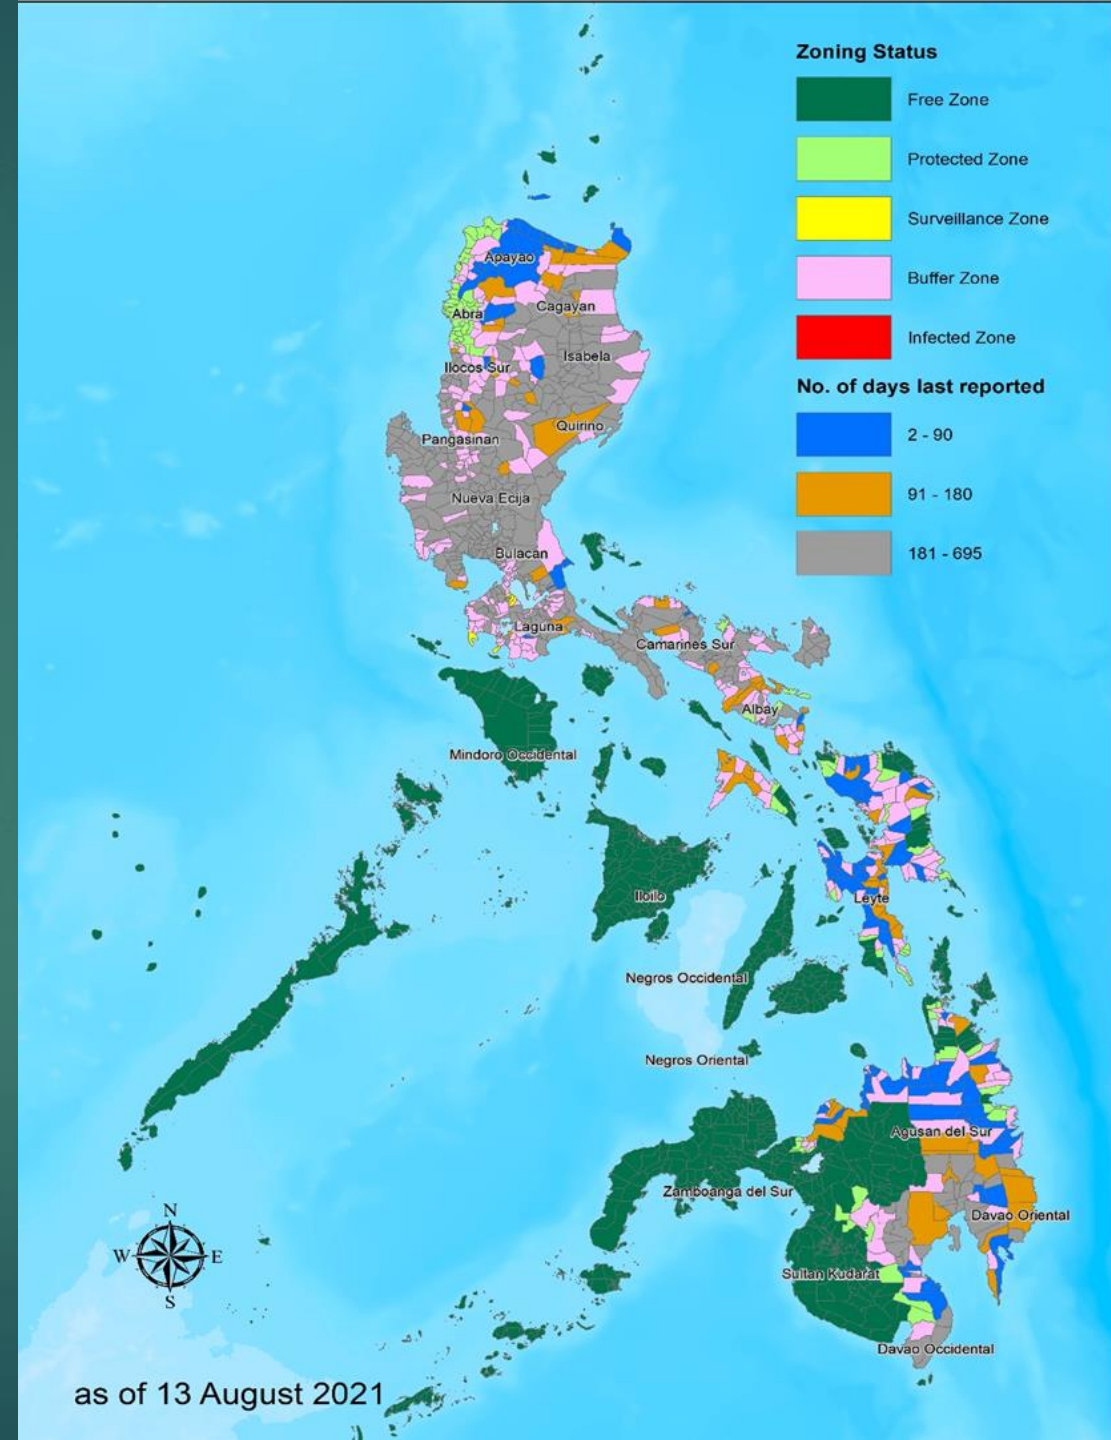 Zoning Status
Free Zone
Protected Zone
Surveillance Zone
Buffer Zone
Infected Zone
No. of days last reported
2 - 90
91 - 180
181 - 695
Apayao
Cagayan
Abra
Isabela
Ilocos Sur
Quirino
Pangasinan
Nueva Ecija
Bulacan
Laguna
Camarines Sur
Albay
Mindoro Occidental
Iloilo
Leyte
Negros Occidental
Negros Oriental
Agusan del Sur
Zamboanga del Sur
Davao Oriental
Sultan Kudarat
Davao Occidental
N
W E
S
as of 13 August 2021